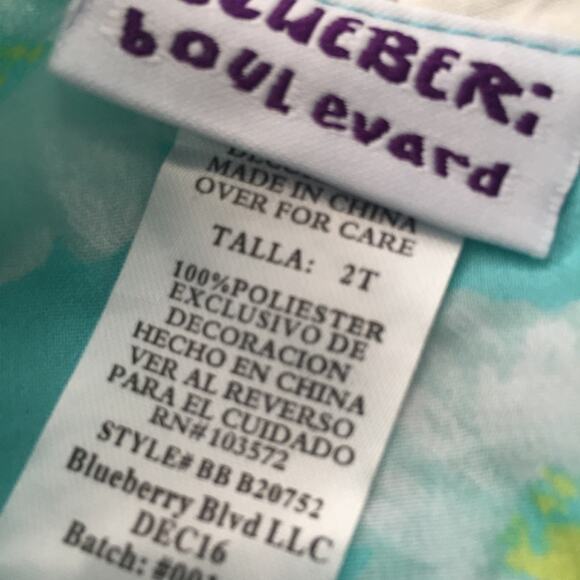 boulevard
MADE IN CHINA
OVER FOR CARE
TALLA: 2T
100%POLIESTER
EXCLUSIVO DE
DECORACION
HECHO EN CHINA
VER AL REVERSO
PARA EL CUIDADO
RN#103572
STYLE# BB B20752
Blueberry Blvd LLC
DEC16
Batch: